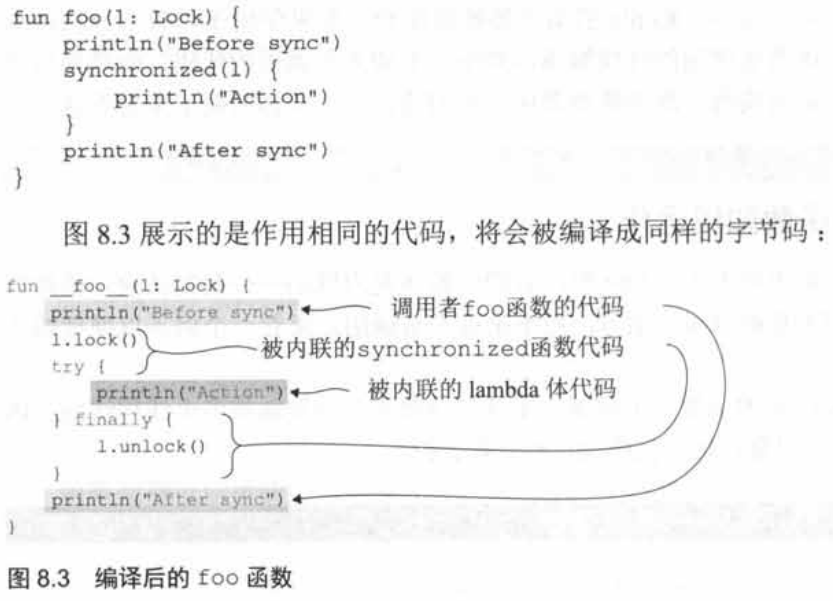 fun foo(l: Lock) {
    println("Before sync")
    synchronized(l) {
        println("Action")
    }
    println("After sync")
}
图 8.3 展示的是作用相同的代码，将会被编译成同样的字节码：
fun __foo__(l: Lock) {
    println("Before sync") 调用者foo函数的代码
    l.lock()
    try { 被内联的synchronized函数代码
        println("Action") 被内联的 lambda 体代码
    } finally {
        l.unlock()
    }
    println("After sync")
}
图 8.3 编译后的 foo 函数